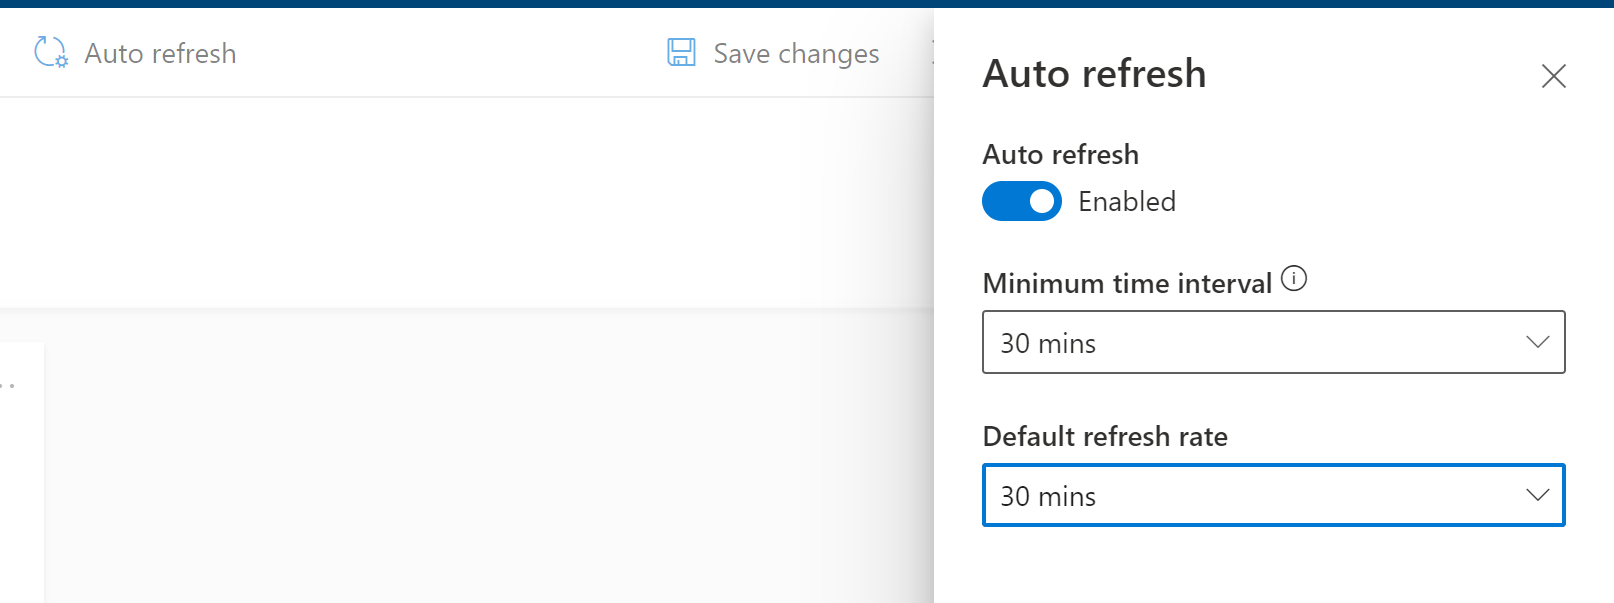 Auto refresh
Save changes
Auto refresh
Auto refresh
Enabled
Minimum time interval
30 mins
Default refresh rate
30 mins